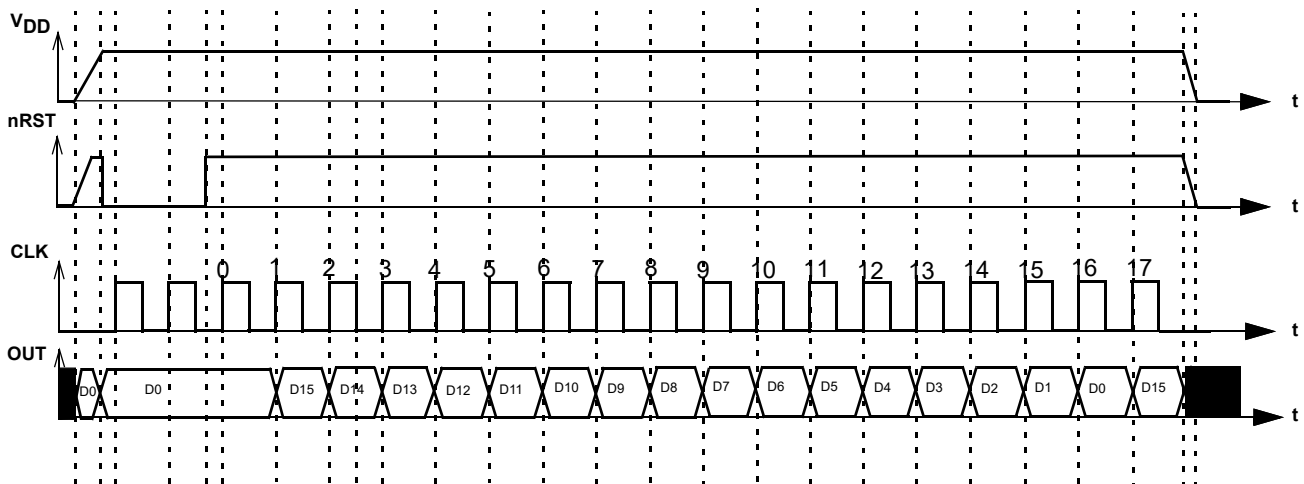 VDD
t
nRST
t
CLK
0 1 2 3 4 5 6 7 8 9 10 11 12 13 14 15 16 17
t
OUT
D0 D0 D15 D14 D13 D12 D11 D10 D9 D8 D7 D6 D5 D4 D3 D2 D1 D0 D15
t